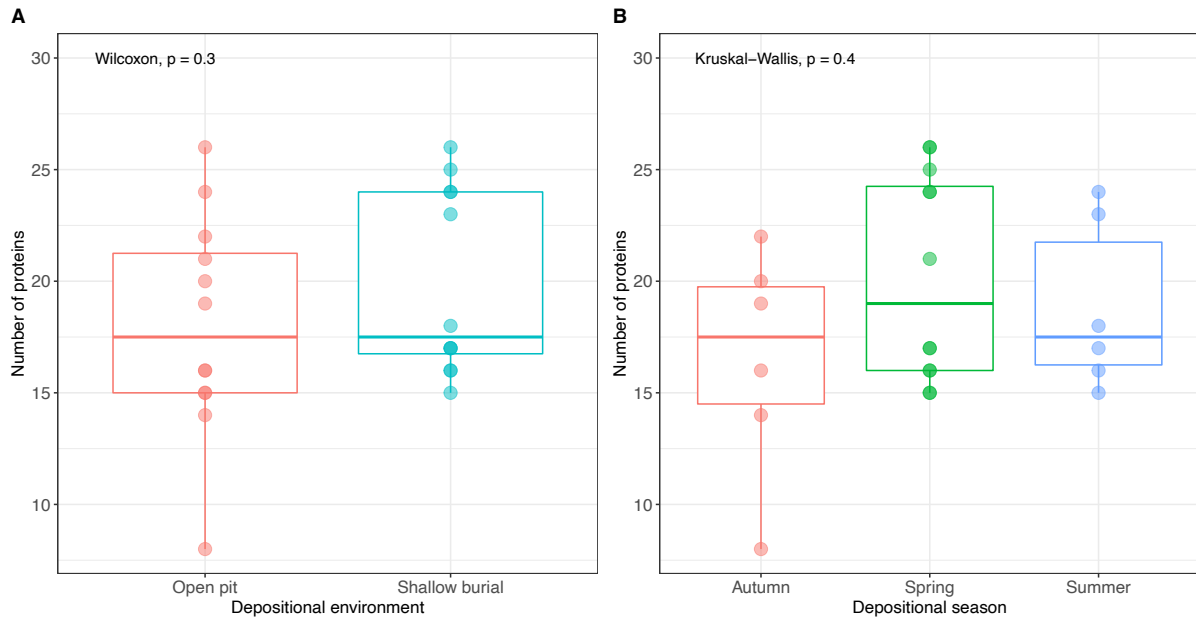 A
Wilcoxon, p = 0.3
Number of proteins
30
25
20
15
10
Open pit
Shallow burial
Depositional environment
B
Kruskal−Wallis, p = 0.4
Number of proteins
30
25
20
15
10
Autumn
Spring
Summer
Depositional season